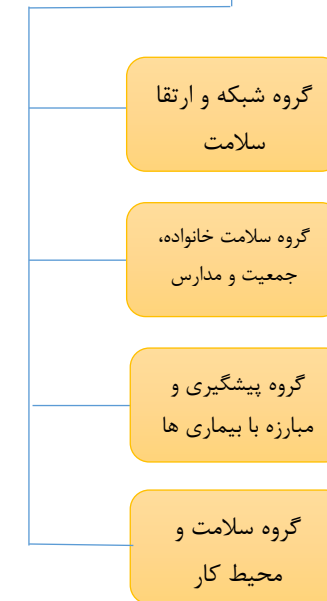 گروه شبکه و ارتقا
سلامت
گروه سلامت خانواده،
جمعیت و مدارس
گروه پیشگیری و
مبارزه با بیماری ها
گروه سلامت و
محیط کار